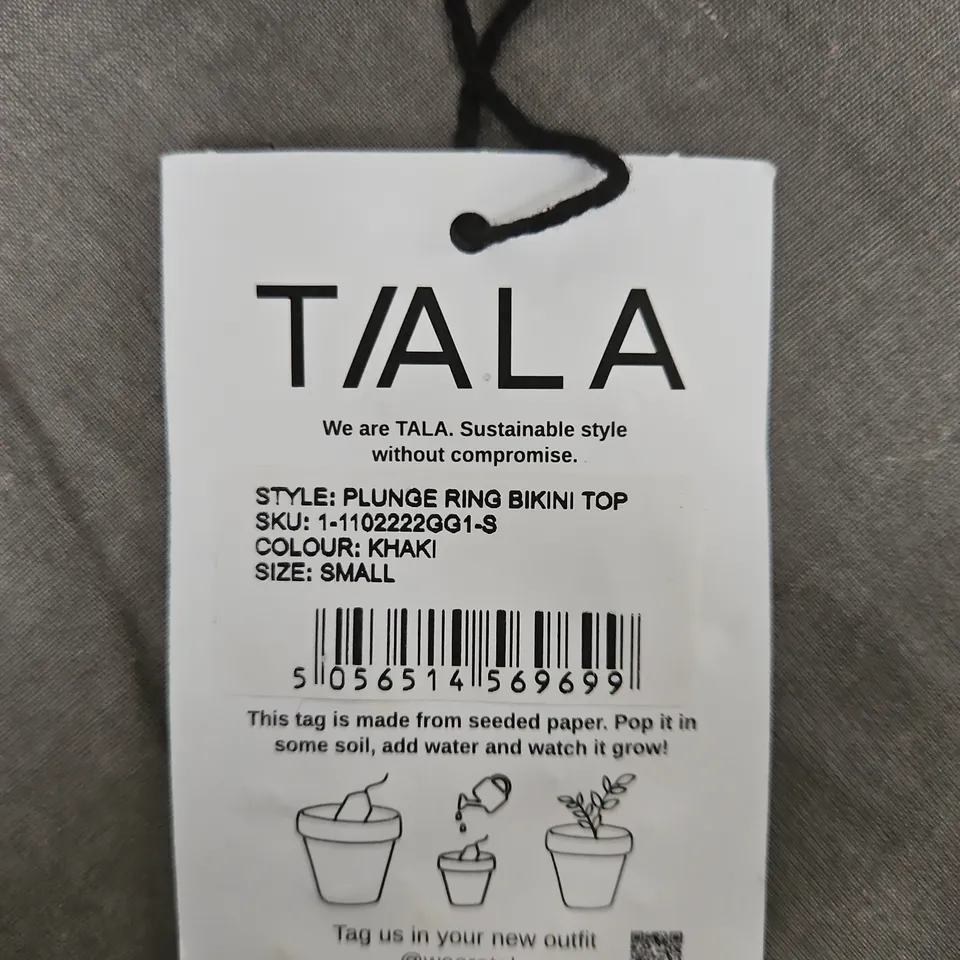 TALA
We are TALA. Sustainable style
without compromise.
STYLE: PLUNGE RING BIKINI TOP
SKU: 1-1102222GG1-S
COLOUR: KHAKI
SIZE: SMALL
5 056514 569699
This tag is made from seeded paper. Pop it in
some soil, add water and watch it grow!
Tag us in your new outfit